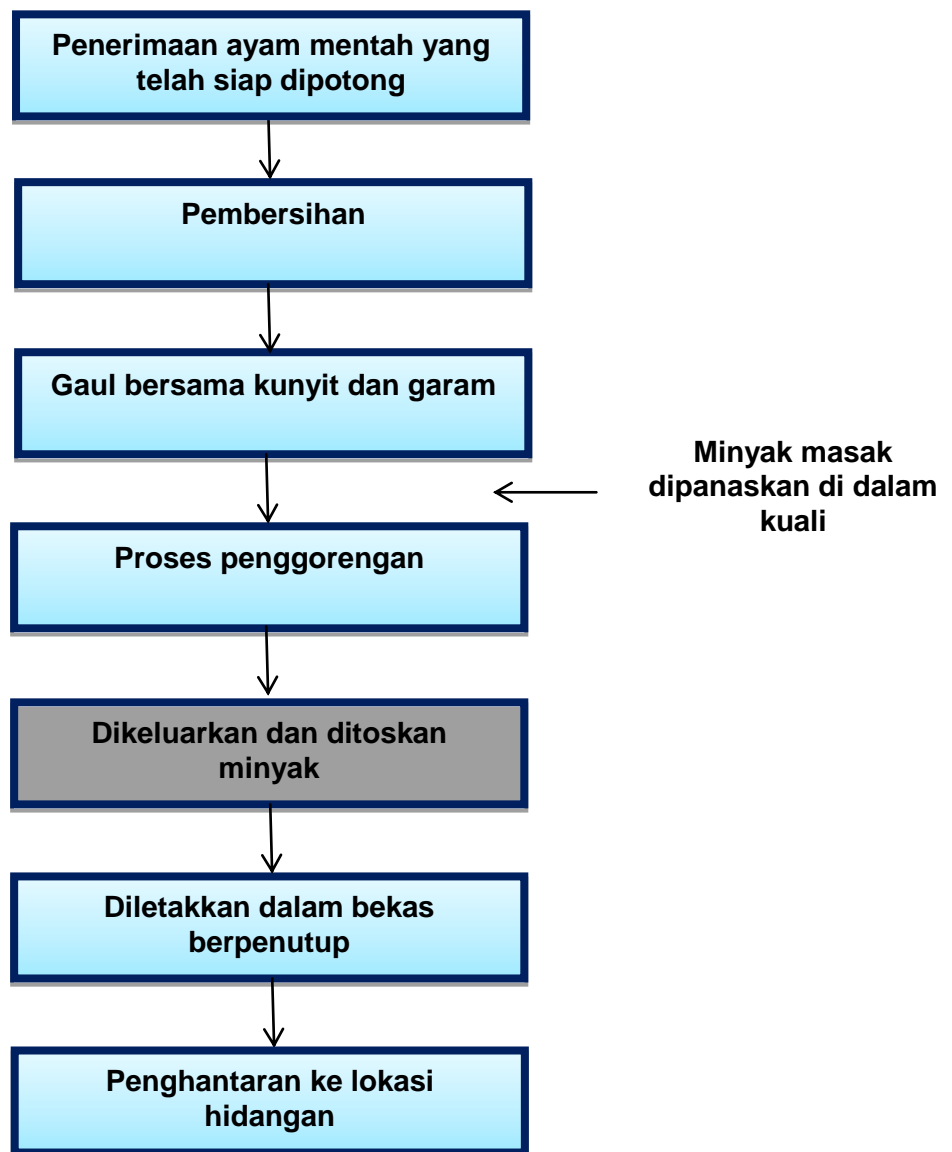 Penerimaan ayam mentah yang
telah siap dipotong
Pembersihan
Gaul bersama kunyit dan garam
Minyak masak
dipanaskan di dalam
kuali
Proses penggorengan
Dikeluarkan dan ditoskan
minyak
Diletakkan dalam bekas
berpenutup
Penghantaran ke lokasi
hidangan